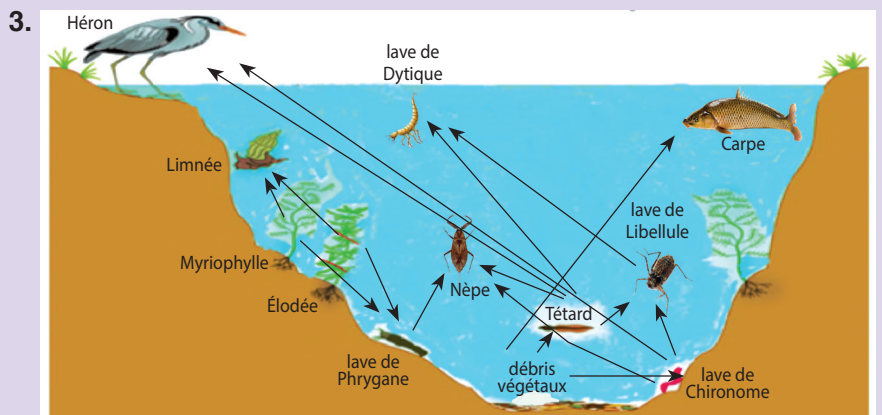 3.
Héron
lave de
Dytique
Carpe
Limnée
lave de
Libellule
Myriophylle
Nèpe
Élodée
Tétard
lave de
Phrygane
débris
végétaux
lave de
Chironome